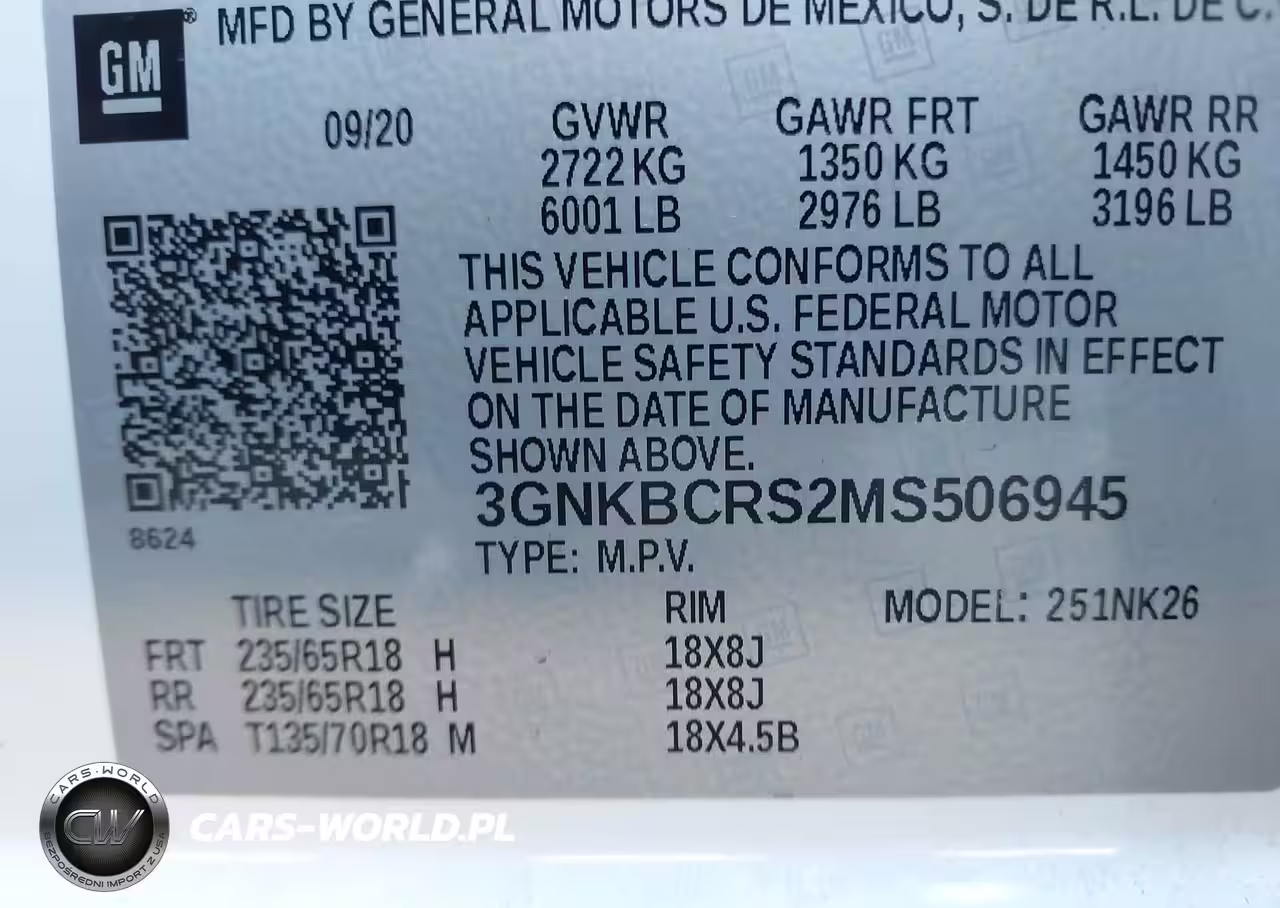 GM
® MFD BY GENERAL MOTORS DE MEXICO, S. DE R.L. DE C.
09/20
GVWR GAWR FRT GAWR RR
2722 KG 1350 KG 1450 KG
6001 LB 2976 LB 3196 LB
THIS VEHICLE CONFORMS TO ALL
APPLICABLE U.S. FEDERAL MOTOR
VEHICLE SAFETY STANDARDS IN EFFECT
ON THE DATE OF MANUFACTURE
SHOWN ABOVE.
3GNKBCRS2MS506945
8624
TYPE: M.P.V.
TIRE SIZE RIM MODEL: 251NK26
FRT 235/65R18 H 18X8J
RR 235/65R18 H 18X8J
SPA T135/70R18 M 18X4.5B
CARS-WORLD
CW
BEZPOŚREDNI IMPORT Z USA
CARS-WORLD.PL